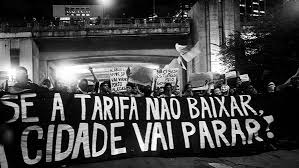 SE A TARIFA NÃO BAIXAR,
A CIDADE VAI PARAR!